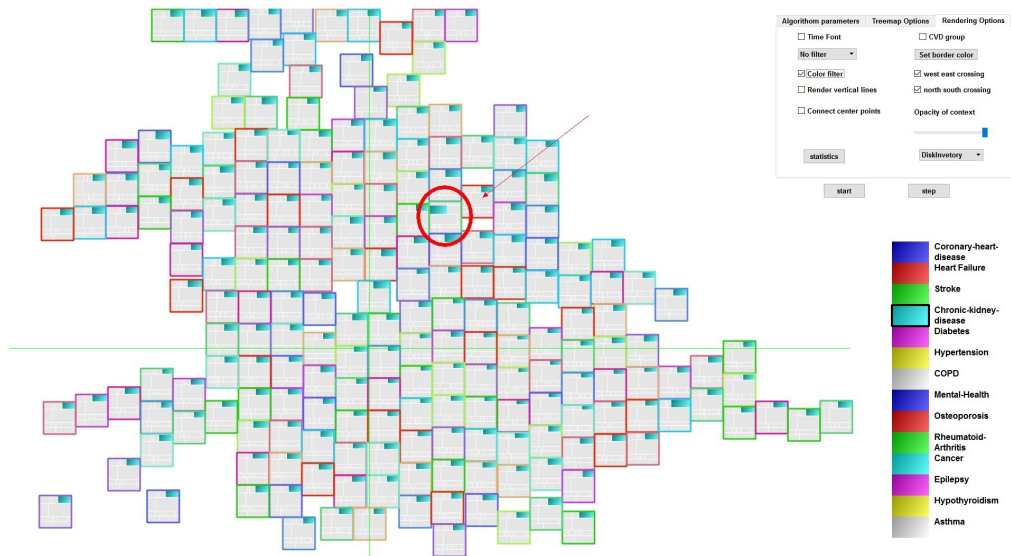 Algorithom parameters Treemap Options Rendering Options
Time Font CVD group
No filter Set border color
Color filter west east crossing
Render vertical lines north south crossing
Connect center points Opacity of context
statistics DiskInvetory
start step
Coronary-heart-
disease
Heart Failure
Stroke
Chronic-kidney-
disease
Diabetes
Hypertension
COPD
Mental-Health
Osteoporosis
Rheumatoid-
Arthritis
Cancer
Epilepsy
Hypothyroidism
Asthma